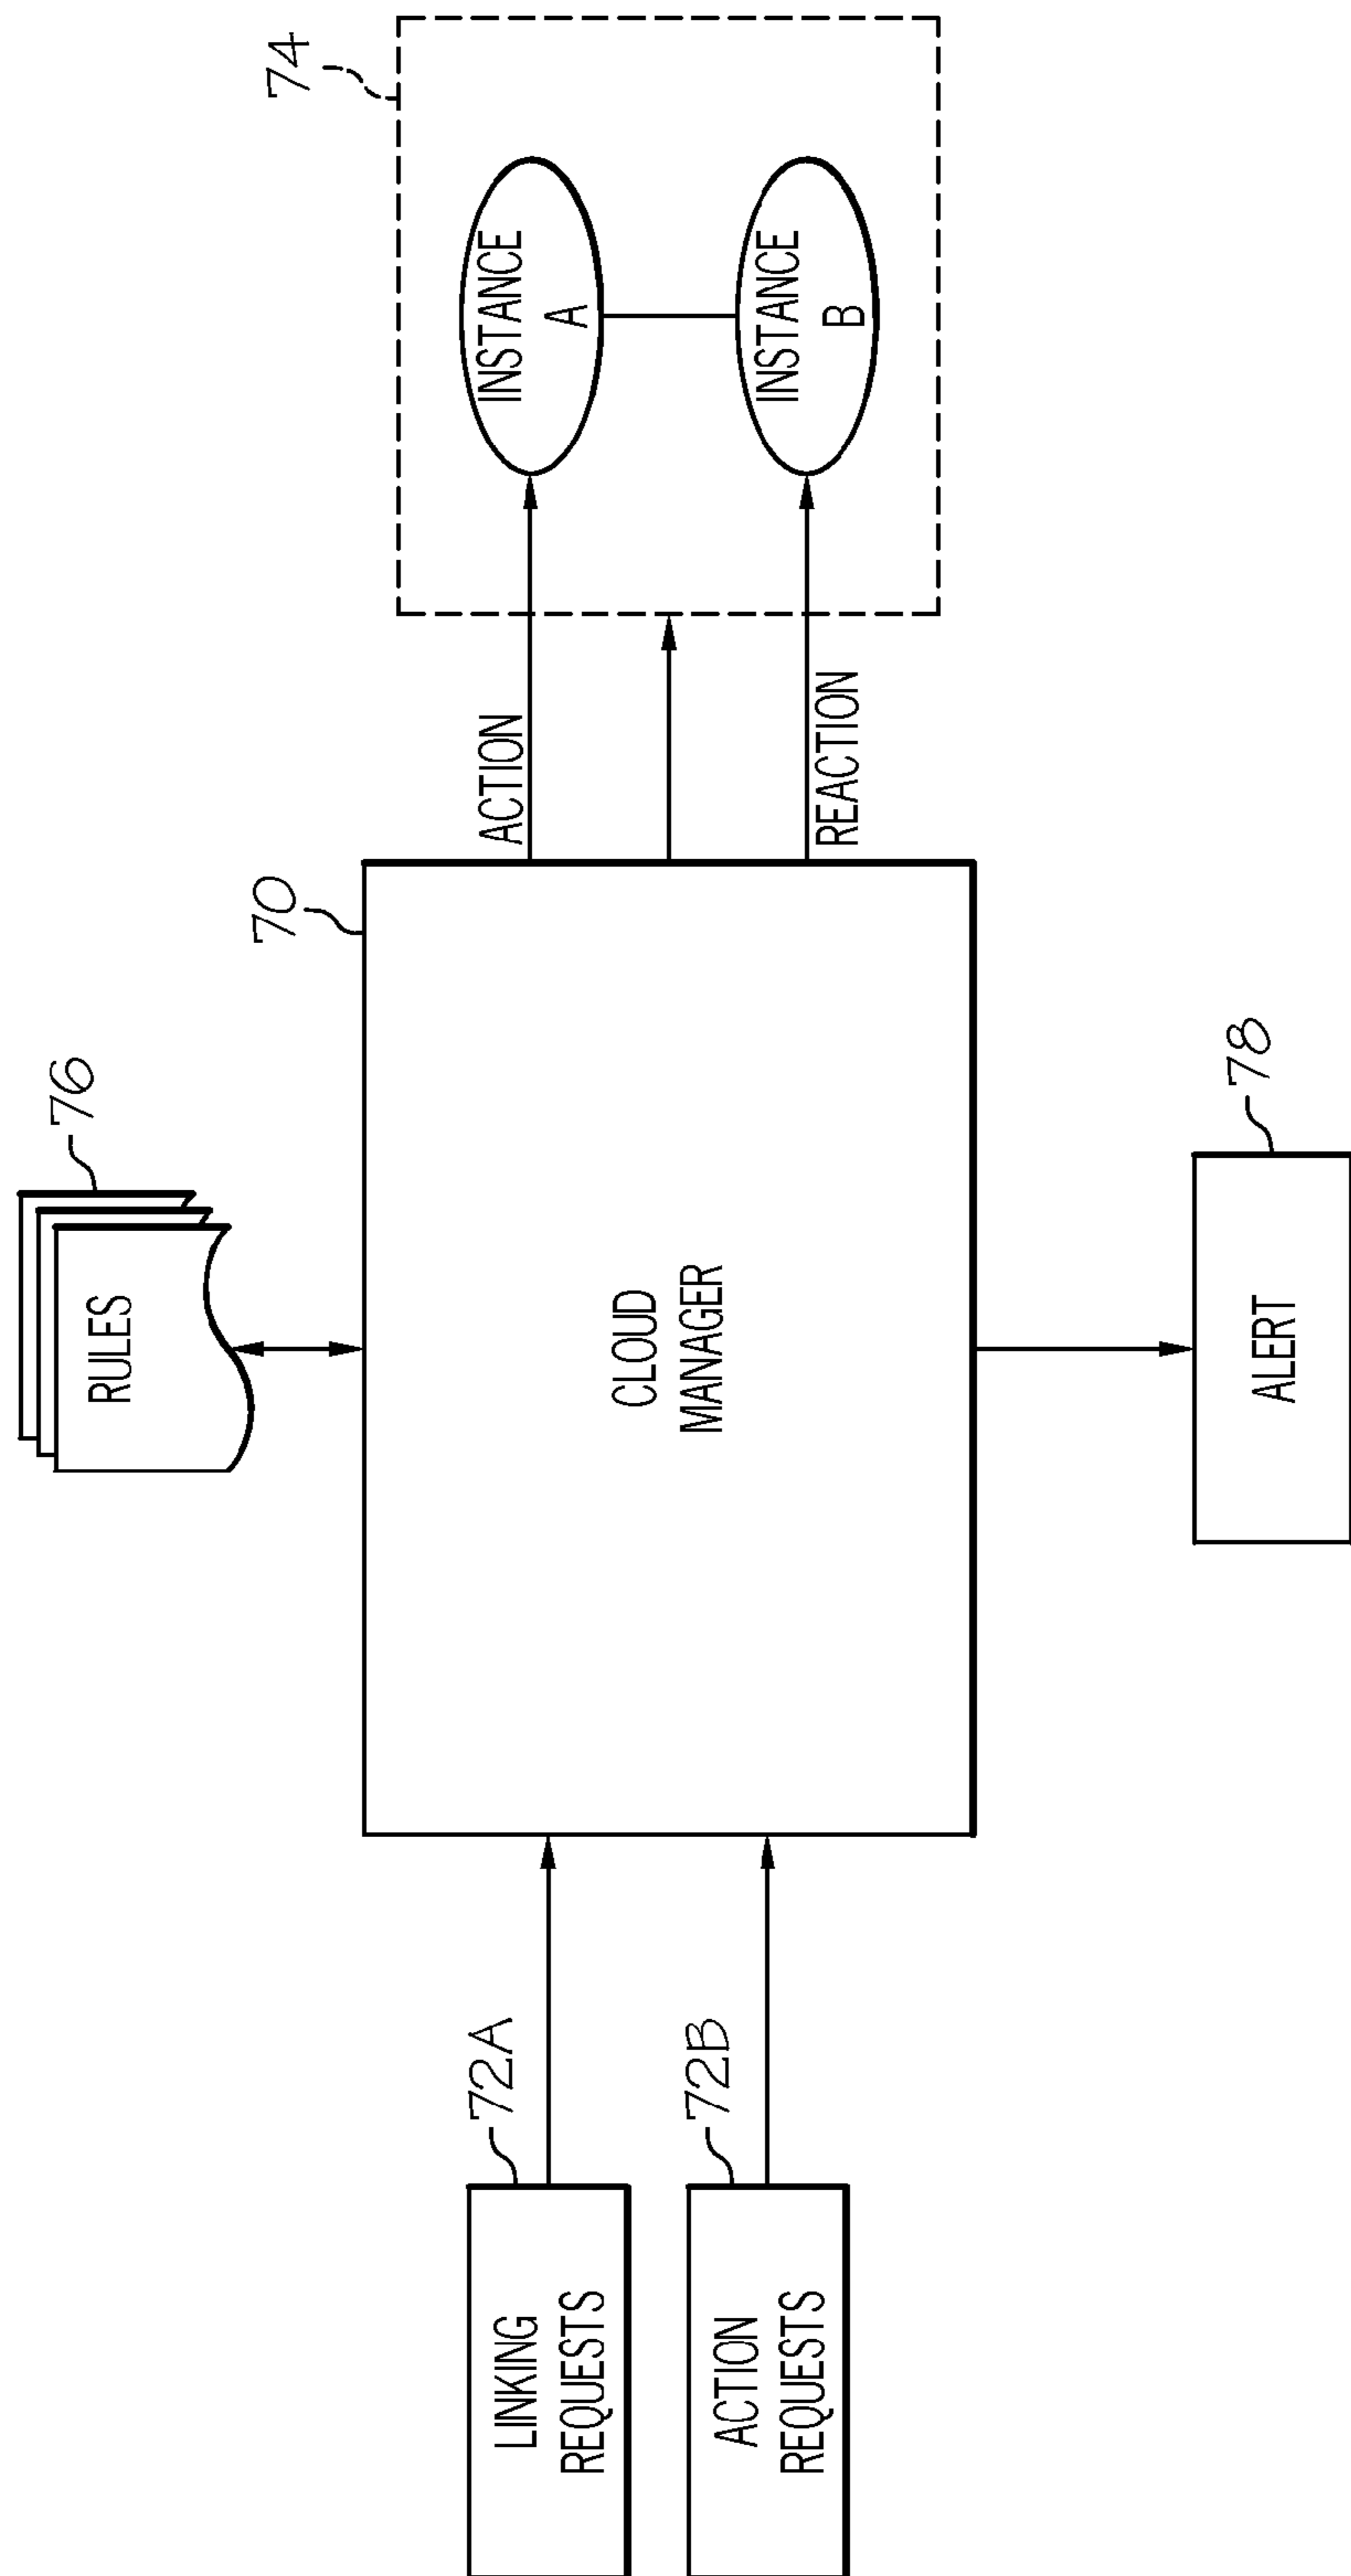 76
RULES
70
74
72A
LINKING
REQUESTS
72B
ACTION
REQUESTS
CLOUD
MANAGER
ACTION
REACTION
INSTANCE
A
INSTANCE
B
78
ALERT